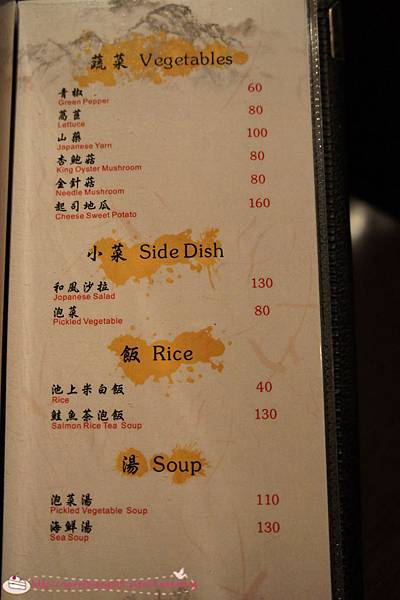 蔬菜 Vegetables
青椒 60
Green Pepper
萵苣 80
Lettuce
山藥 100
Japanese Yarn
杏鮑菇 80
King Oyster Mushroom
金針菇 80
Needle Mushroom
起司地瓜 160
Cheese Sweet Potato
小菜 Side Dish
和風沙拉 130
Jopanese Salad
泡菜 80
Pickled Vegetable
飯 Rice
池上米白飯 40
Rice
鮭魚茶泡飯 130
Salmon Rice Tea Soup
湯 Soup
泡菜湯 110
Pickled Vegetable Soup
海鮮湯 130
Sea Soup